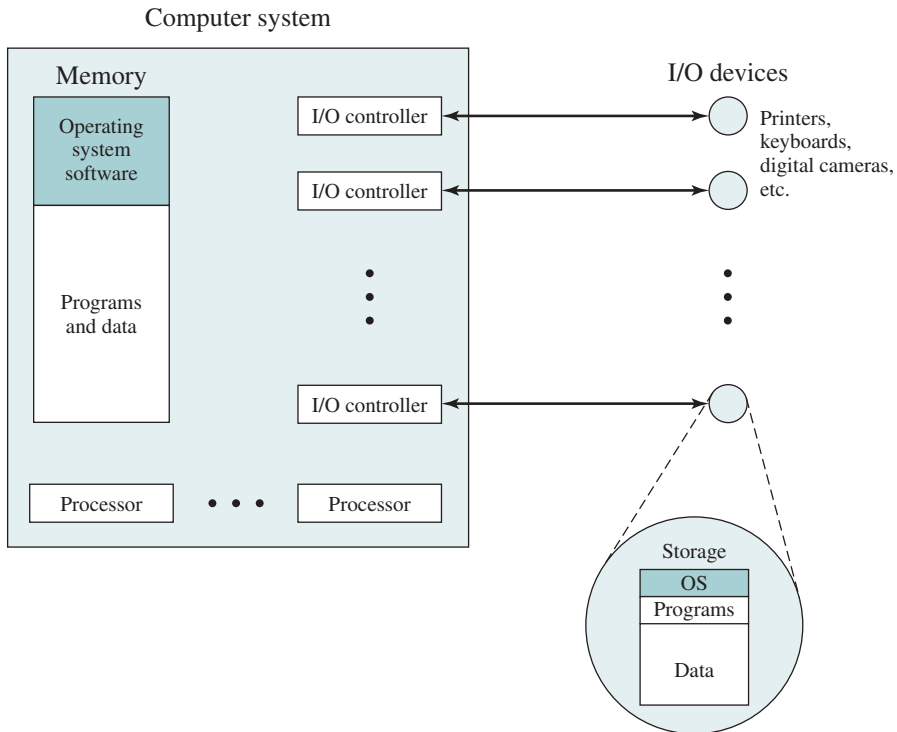 Computer system
Memory
Operating
system
software
Programs
and data
I/O controller
I/O controller
I/O controller
Processor
Processor
I/O devices
Printers,
keyboards,
digital cameras,
etc.
Storage
OS
Programs
Data